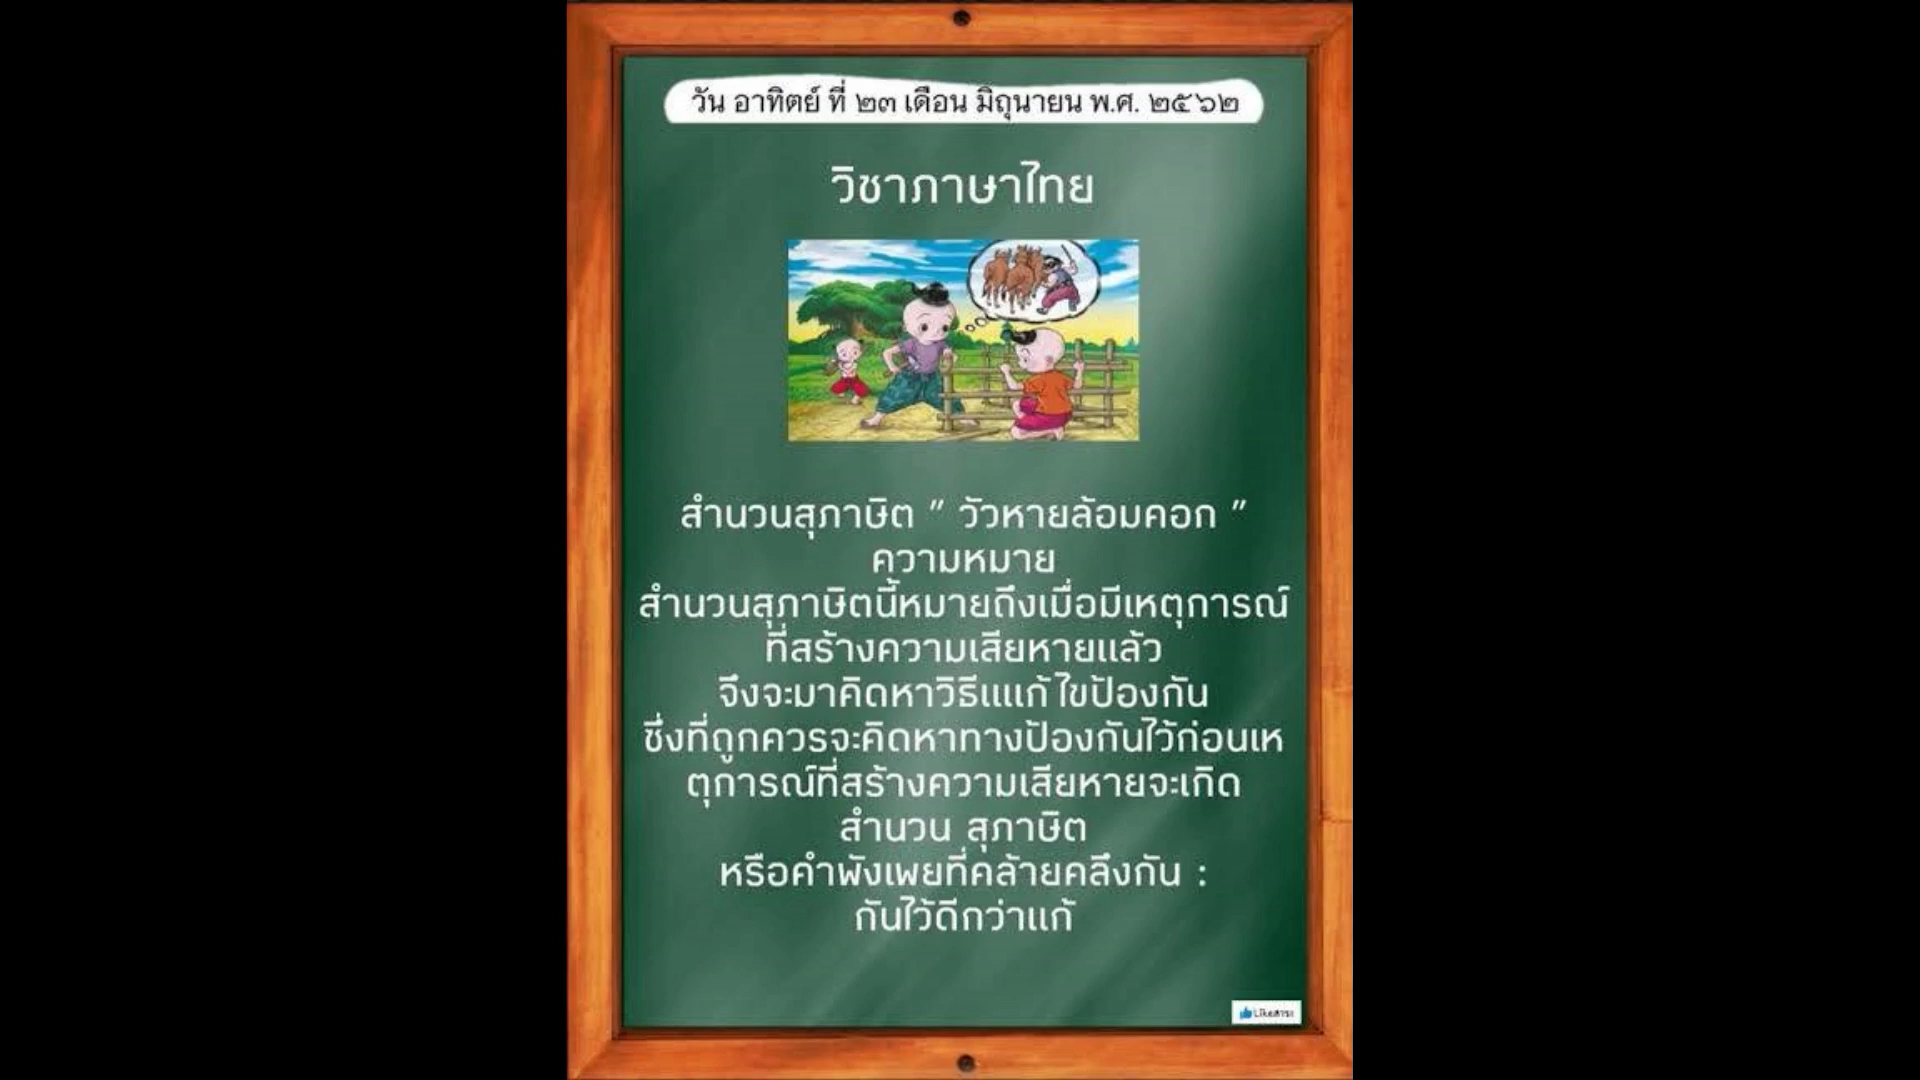 วัน อาทิตย์ ที่ ๒๓ เดือน มิถุนายน พ.ศ. ๒๕๖๒
วิชาภาษาไทย
สำนวนสุภาษิต " วัวหายล้อมคอก "
ความหมาย
สำนวนสุภาษิตนี้หมายถึงเมื่อมีเหตุการณ์
ที่สร้างความเสียหายแล้ว
จึงจะมาคิดหาวิธีแแก้ไขป้องกัน
ซึ่งที่ถูกควรจะคิดหาทางป้องกันไว้ก่อนเห
ตุการณ์ที่สร้างความเสียหายจะเกิด
สำนวน สุภาษิต
หรือคำพังเพยที่คล้ายคลึงกัน :
กันไว้ดีกว่าแก้
Likeสาระ